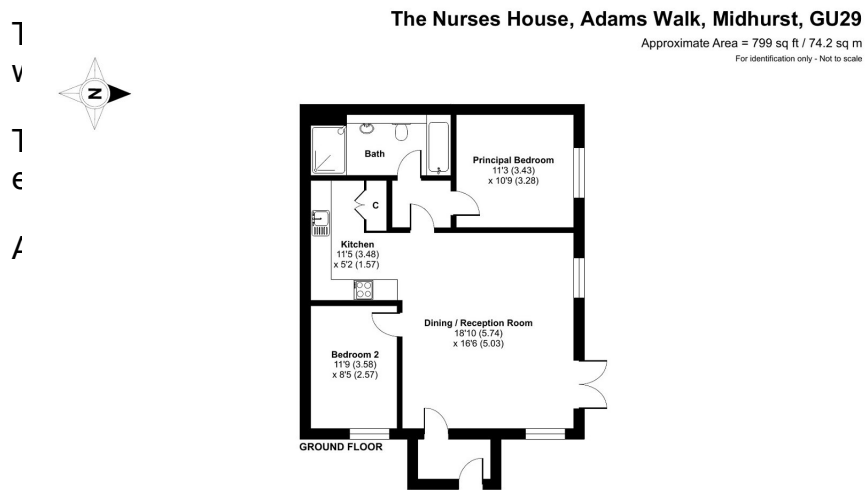 The Nurses House, Adams Walk, Midhurst, GU29
Approximate Area = 799 sq ft / 74.2 sq m
For identification only - Not to scale
N
Bath
Principal Bedroom
11'3 (3.43)
x 10'9 (3.28)
C
Kitchen
11'5 (3.48)
x 5'2 (1.57)
Dining / Reception Room
18'10 (5.74)
x 16'6 (5.03)
Bedroom 2
11'9 (3.58)
x 8'5 (2.57)
GROUND FLOOR